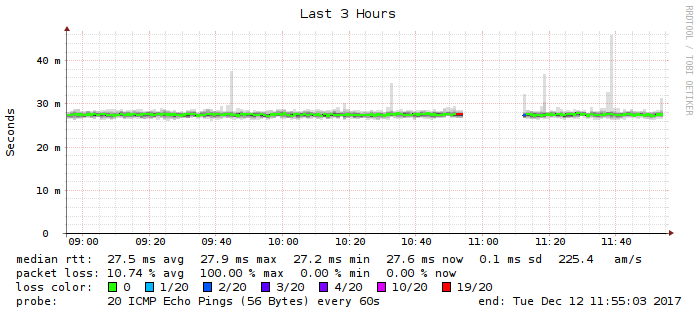 Last 3 Hours
RRDTOOL / TOBI OETIKER
Seconds
40 m
30 m
20 m
10 m
0
09:00 09:20 09:40 10:00 10:20 10:40 11:00 11:20 11:40
median rtt: 27.5 ms avg 27.9 ms max 27.2 ms min 27.6 ms now 0.1 ms sd 225.4 am/s
packet loss: 10.74 % avg 100.00 % max 0.00 % min 0.00 % now
loss color: 0 1/20 2/20 3/20 4/20 10/20 19/20
probe: 20 ICMP Echo Pings (56 Bytes) every 60s end: Tue Dec 12 11:55:03 2017